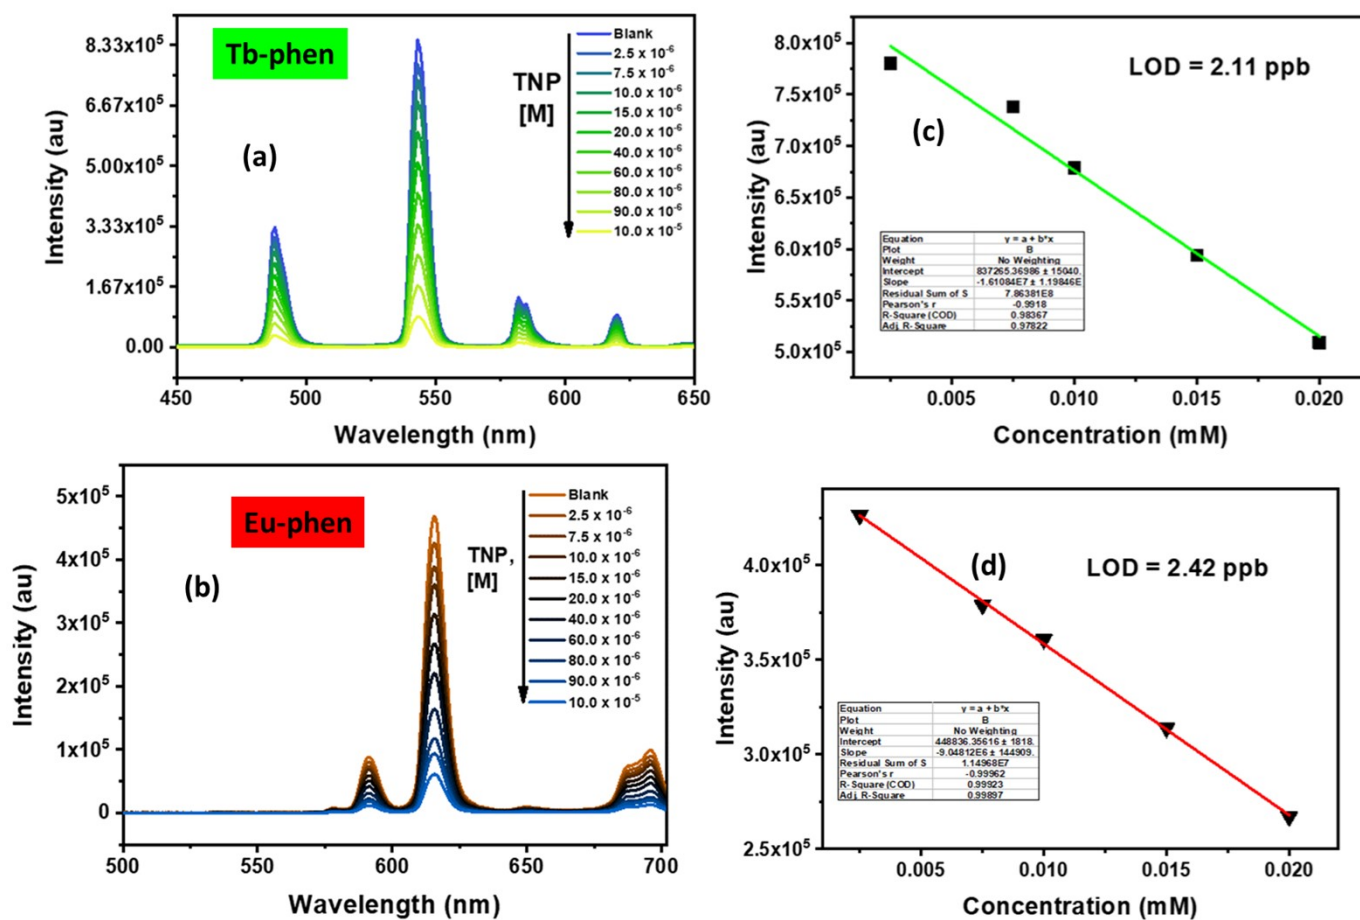 Tb-phen
(a)
Intensity (au)
8.33x10⁵
6.67x10⁵
5.00x10⁵
3.33x10⁵
1.67x10⁵
0.00
450 500 550 600 650
Wavelength (nm)
TNP
[M]
Blank
2.5 x 10⁻⁶
7.5 x 10⁻⁶
10.0 x 10⁻⁶
15.0 x 10⁻⁶
20.0 x 10⁻⁶
40.0 x 10⁻⁶
60.0 x 10⁻⁶
80.0 x 10⁻⁶
90.0 x 10⁻⁶
10.0 x 10⁻⁵
(c)
LOD = 2.11 ppb
Intensity (au)
8.0x10⁵
7.5x10⁵
7.0x10⁵
6.5x10⁵
6.0x10⁵
5.5x10⁵
5.0x10⁵
Equation y = a + b*x
Plot B
Weight No Weighting
Intercept 837265.36986 ± 15040.
Slope -1.61084E7 ± 1.19846E
Residual Sum of S 7.86381E8
Pearson's r -0.9918
R-Square (COD) 0.98367
Adj. R-Square 0.97822
0.005 0.010 0.015 0.020
Concentration (mM)
Eu-phen
(b)
Intensity (au)
5x10⁵
4x10⁵
3x10⁵
2x10⁵
1x10⁵
0
500 550 600 650 700
Wavelength (nm)
TNP,
[M]
Blank
2.5 x 10⁻⁶
7.5 x 10⁻⁶
10.0 x 10⁻⁶
15.0 x 10⁻⁶
20.0 x 10⁻⁶
40.0 x 10⁻⁶
60.0 x 10⁻⁶
80.0 x 10⁻⁶
90.0 x 10⁻⁶
10.0 x 10⁻⁵
(d)
LOD = 2.42 ppb
Intensity (au)
4.0x10⁵
3.5x10⁵
3.0x10⁵
2.5x10⁵
Equation y = a + b*x
Plot B
Weight No Weighting
Intercept 448836.35616 ± 1818.
Slope -9.04812E6 ± 144909.
Residual Sum of S 1.14968E7
Pearson's r -0.99962
R-Square (COD) 0.99923
Adj. R-Square 0.99897
0.005 0.010 0.015 0.020
Concentration (mM)